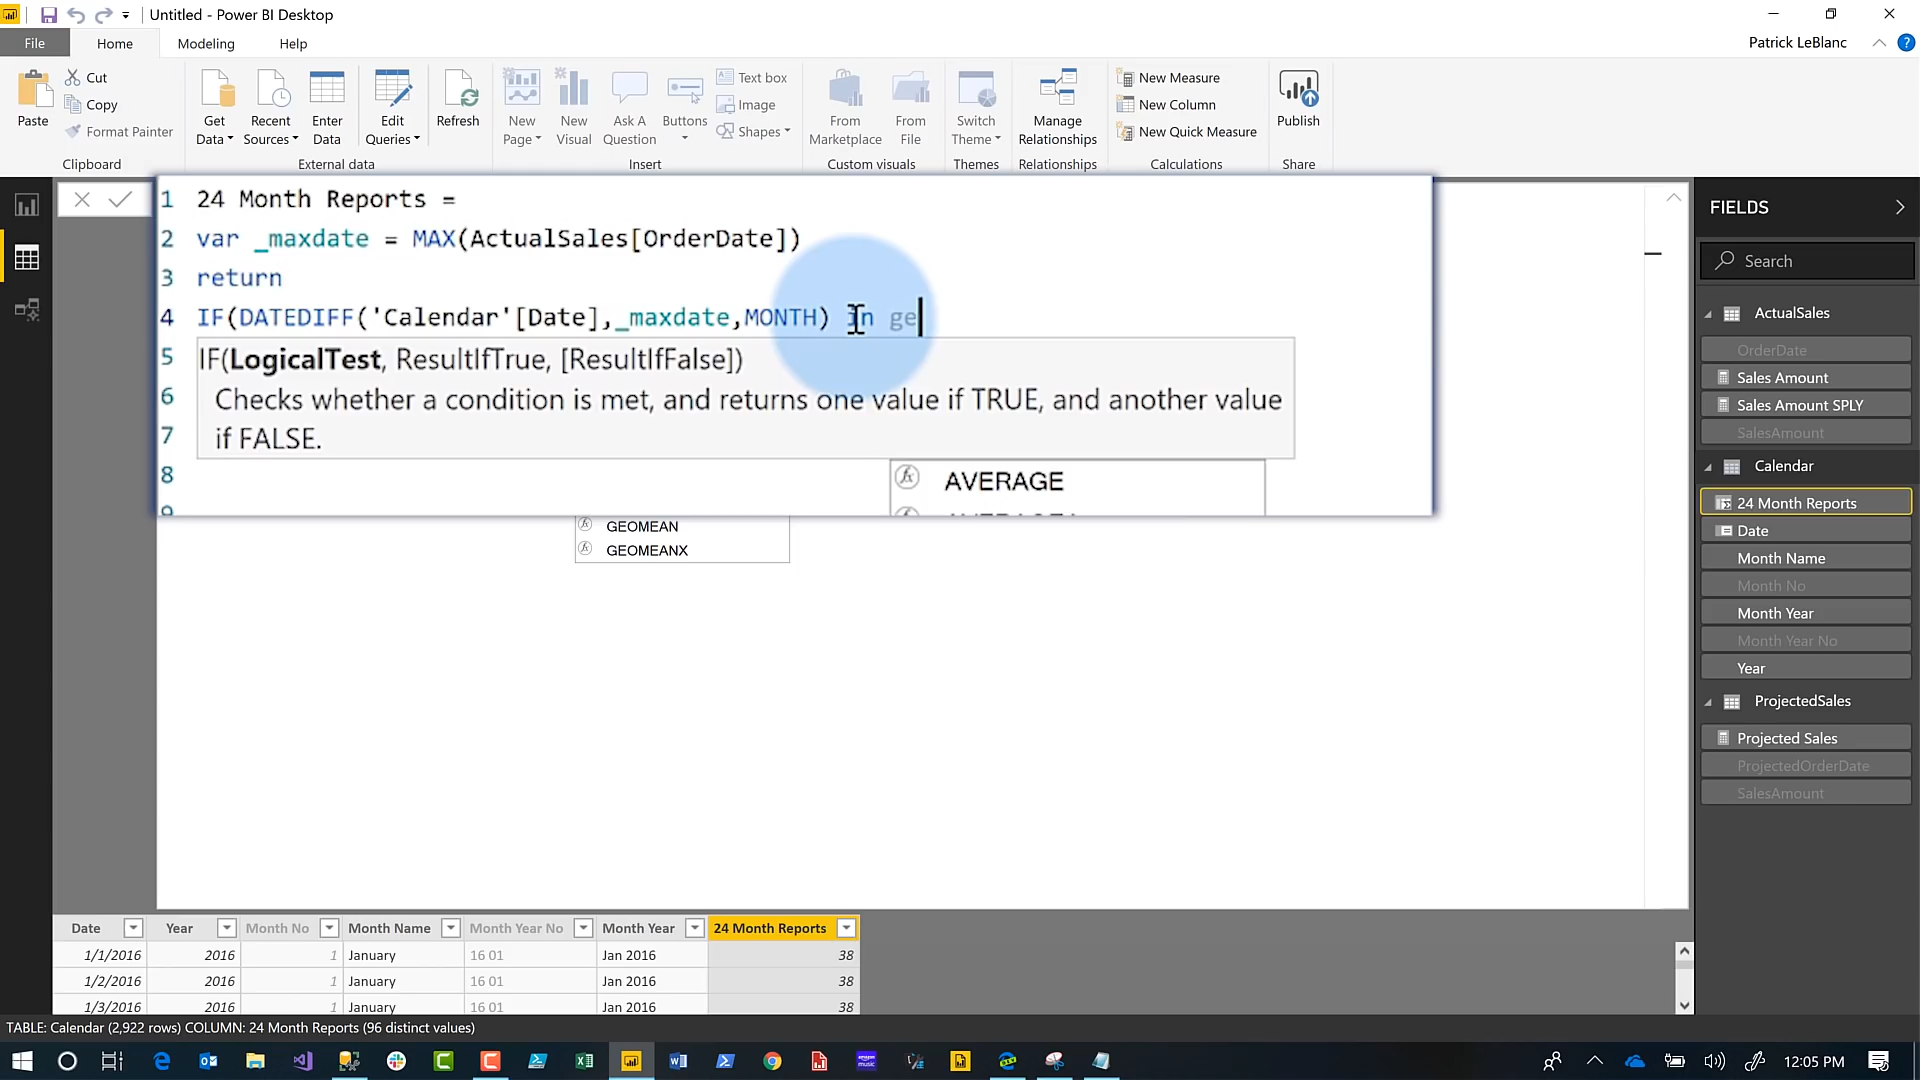 Untitled - Power BI Desktop
File Home Modeling Help
Patrick LeBlanc
Paste
Cut
Copy
Format Painter
Clipboard
Get Data
Recent Sources
Enter Data
Edit Queries
Refresh
External data
New Page
New Visual
Ask A Question
Buttons
Text box
Image
Shapes
Insert
From Marketplace
From File
Custom visuals
Switch Theme
Themes
Manage Relationships
Relationships
New Measure
New Column
New Quick Measure
Calculations
Publish
Share
1 24 Month Reports =
2 var _maxdate = MAX(ActualSales[OrderDate])
3 return
4 IF(DATEDIFF('Calendar'[Date],_maxdate,MONTH) in ge
5 IF(LogicalTest, ResultIfTrue, [ResultIfFalse])
6 Checks whether a condition is met, and returns one value if TRUE, and another value
7 if FALSE.
8
9
AVERAGE
GEOMEAN
GEOMEANX
FIELDS
Search
ActualSales
OrderDate
Sales Amount
Sales Amount SPLY
SalesAmount
Calendar
24 Month Reports
Date
Month Name
Month No
Month Year
Month Year No
Year
ProjectedSales
Projected Sales
ProjectedOrderDate
SalesAmount
Date Year Month No Month Name Month Year No Month Year 24 Month Reports
1/1/2016 2016 1 January 16 01 Jan 2016 38
1/2/2016 2016 1 January 16 01 Jan 2016 38
1/3/2016 2016 1 January 16 01 Jan 2016 38
TABLE: Calendar (2,922 rows) COLUMN: 24 Month Reports (96 distinct values)
12:05 PM